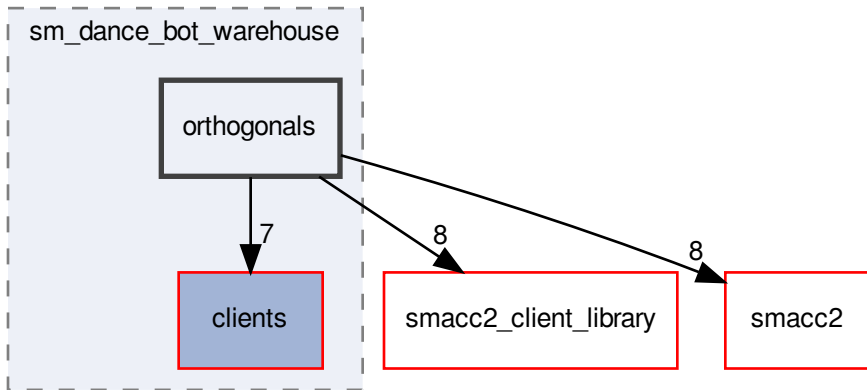 sm_dance_bot_warehouse
orthogonals
7
8
8
clients
smacc2_client_library
smacc2